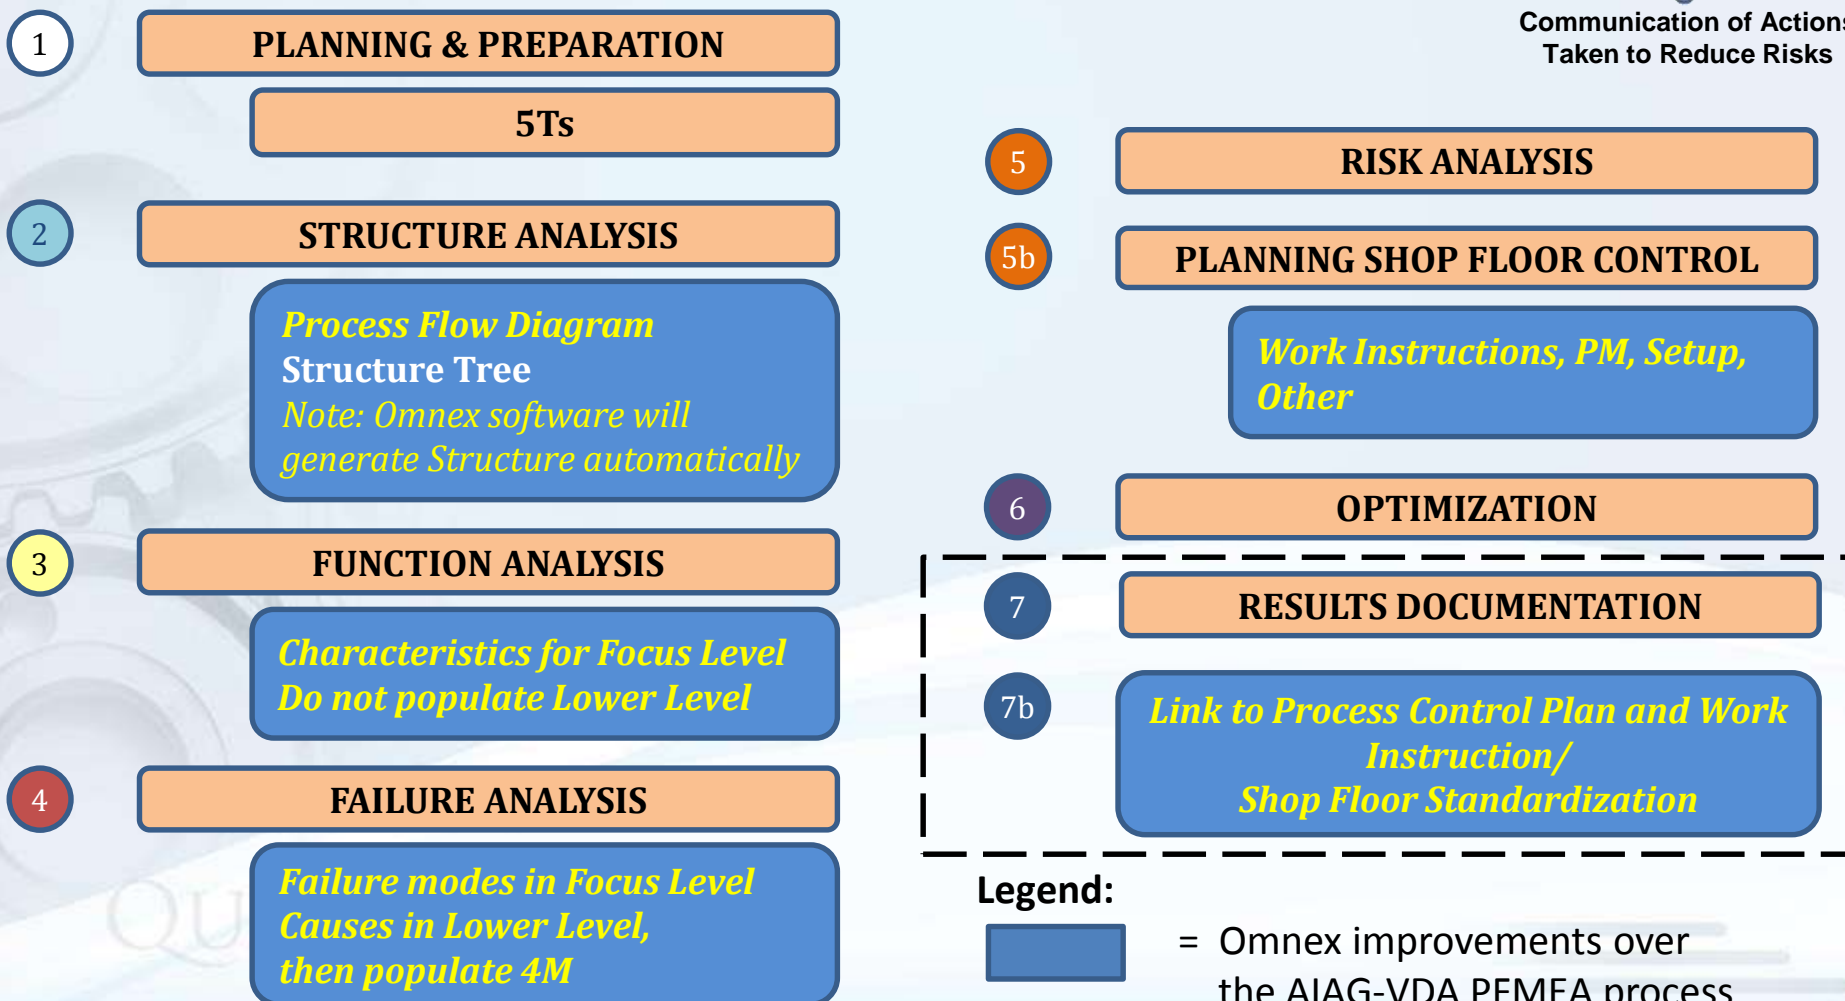 1
PLANNING & PREPARATION
5Ts
2
STRUCTURE ANALYSIS
Process Flow Diagram
Structure Tree
Note: Omnex software will
generate Structure automatically
3
FUNCTION ANALYSIS
Characteristics for Focus Level
Do not populate Lower Level
4
FAILURE ANALYSIS
Failure modes in Focus Level
Causes in Lower Level,
then populate 4M
QU
Communication of Actions
Taken to Reduce Risks
5
RISK ANALYSIS
5b
PLANNING SHOP FLOOR CONTROL
Work Instructions, PM, Setup,
Other
6
OPTIMIZATION
7
RESULTS DOCUMENTATION
7b
Link to Process Control Plan and Work
Instruction/
Shop Floor Standardization
Legend:
= Omnex improvements over
the AIAG-VDA PFMEA process